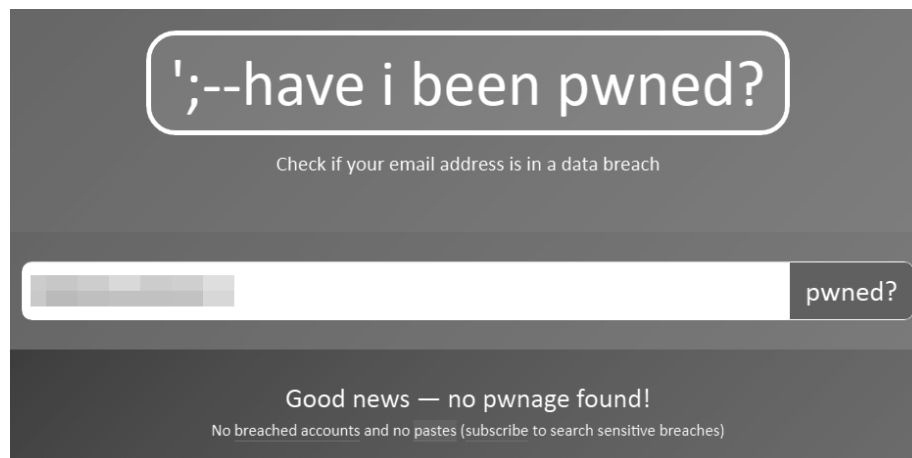 ';--have i been pwned?
Check if your email address is in a data breach
pwned?
Good news — no pwnage found!
No breached accounts and no pastes (subscribe to search sensitive breaches)